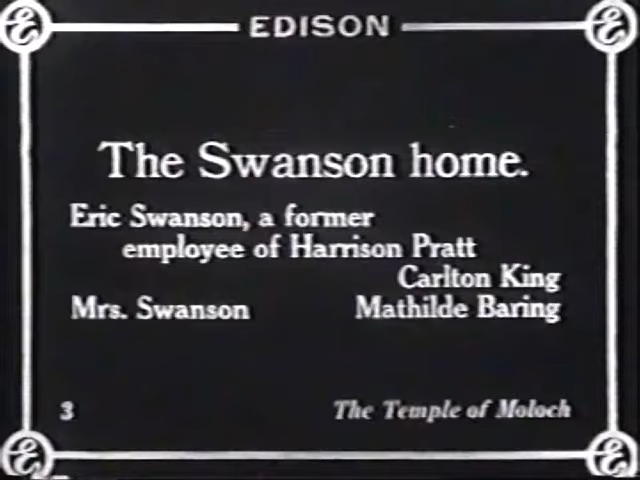 EDISON
The Swanson home.
Eric Swanson, a former
employee of Harrison Pratt
Carlton King
Mrs. Swanson Mathilde Baring
3 The Temple of Moloch